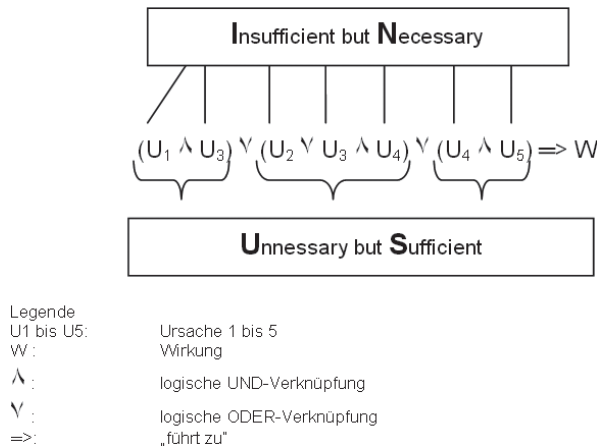 Insufficient but Necessary
(U1 ∧ U3) ∨ (U2 ∨ U3 ∧ U4) ∨ (U4 ∧ U5) => W
Unnessary but Sufficient
Legende
U1 bis U5: Ursache 1 bis 5
W : Wirkung
∧ : logische UND-Verknüpfung
∨ : logische ODER-Verknüpfung
=>: „führt zu“